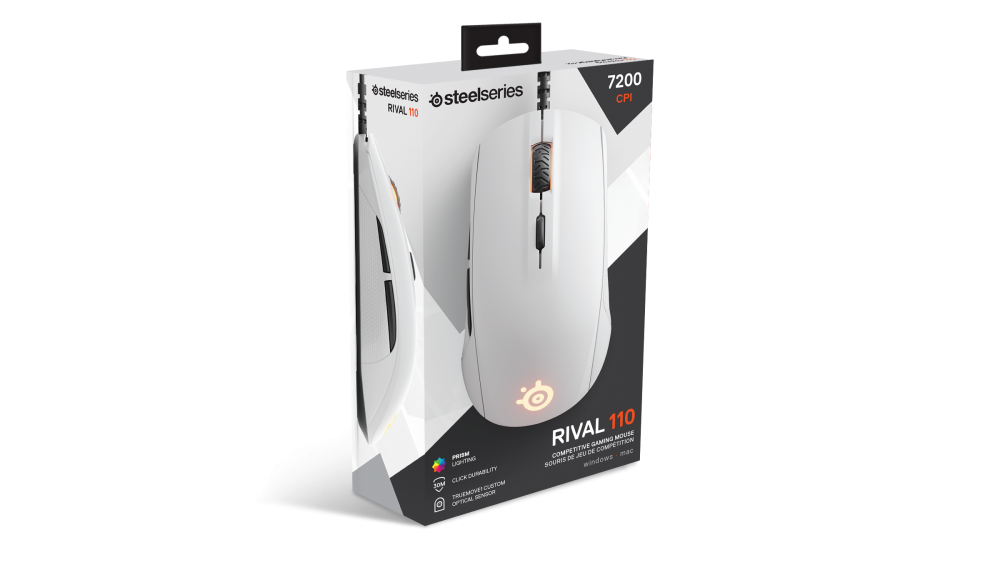 steelseries
RIVAL 110
steelseries
7200
CPI
RIVAL 110
COMPETITIVE GAMING MOUSE
SOURIS DE JEU DE COMPÉTITION
windows · mac
PRISM
LIGHTING
30M
CLICK DURABILITY
TRUEMOVE1 CUSTOM
OPTICAL SENSOR